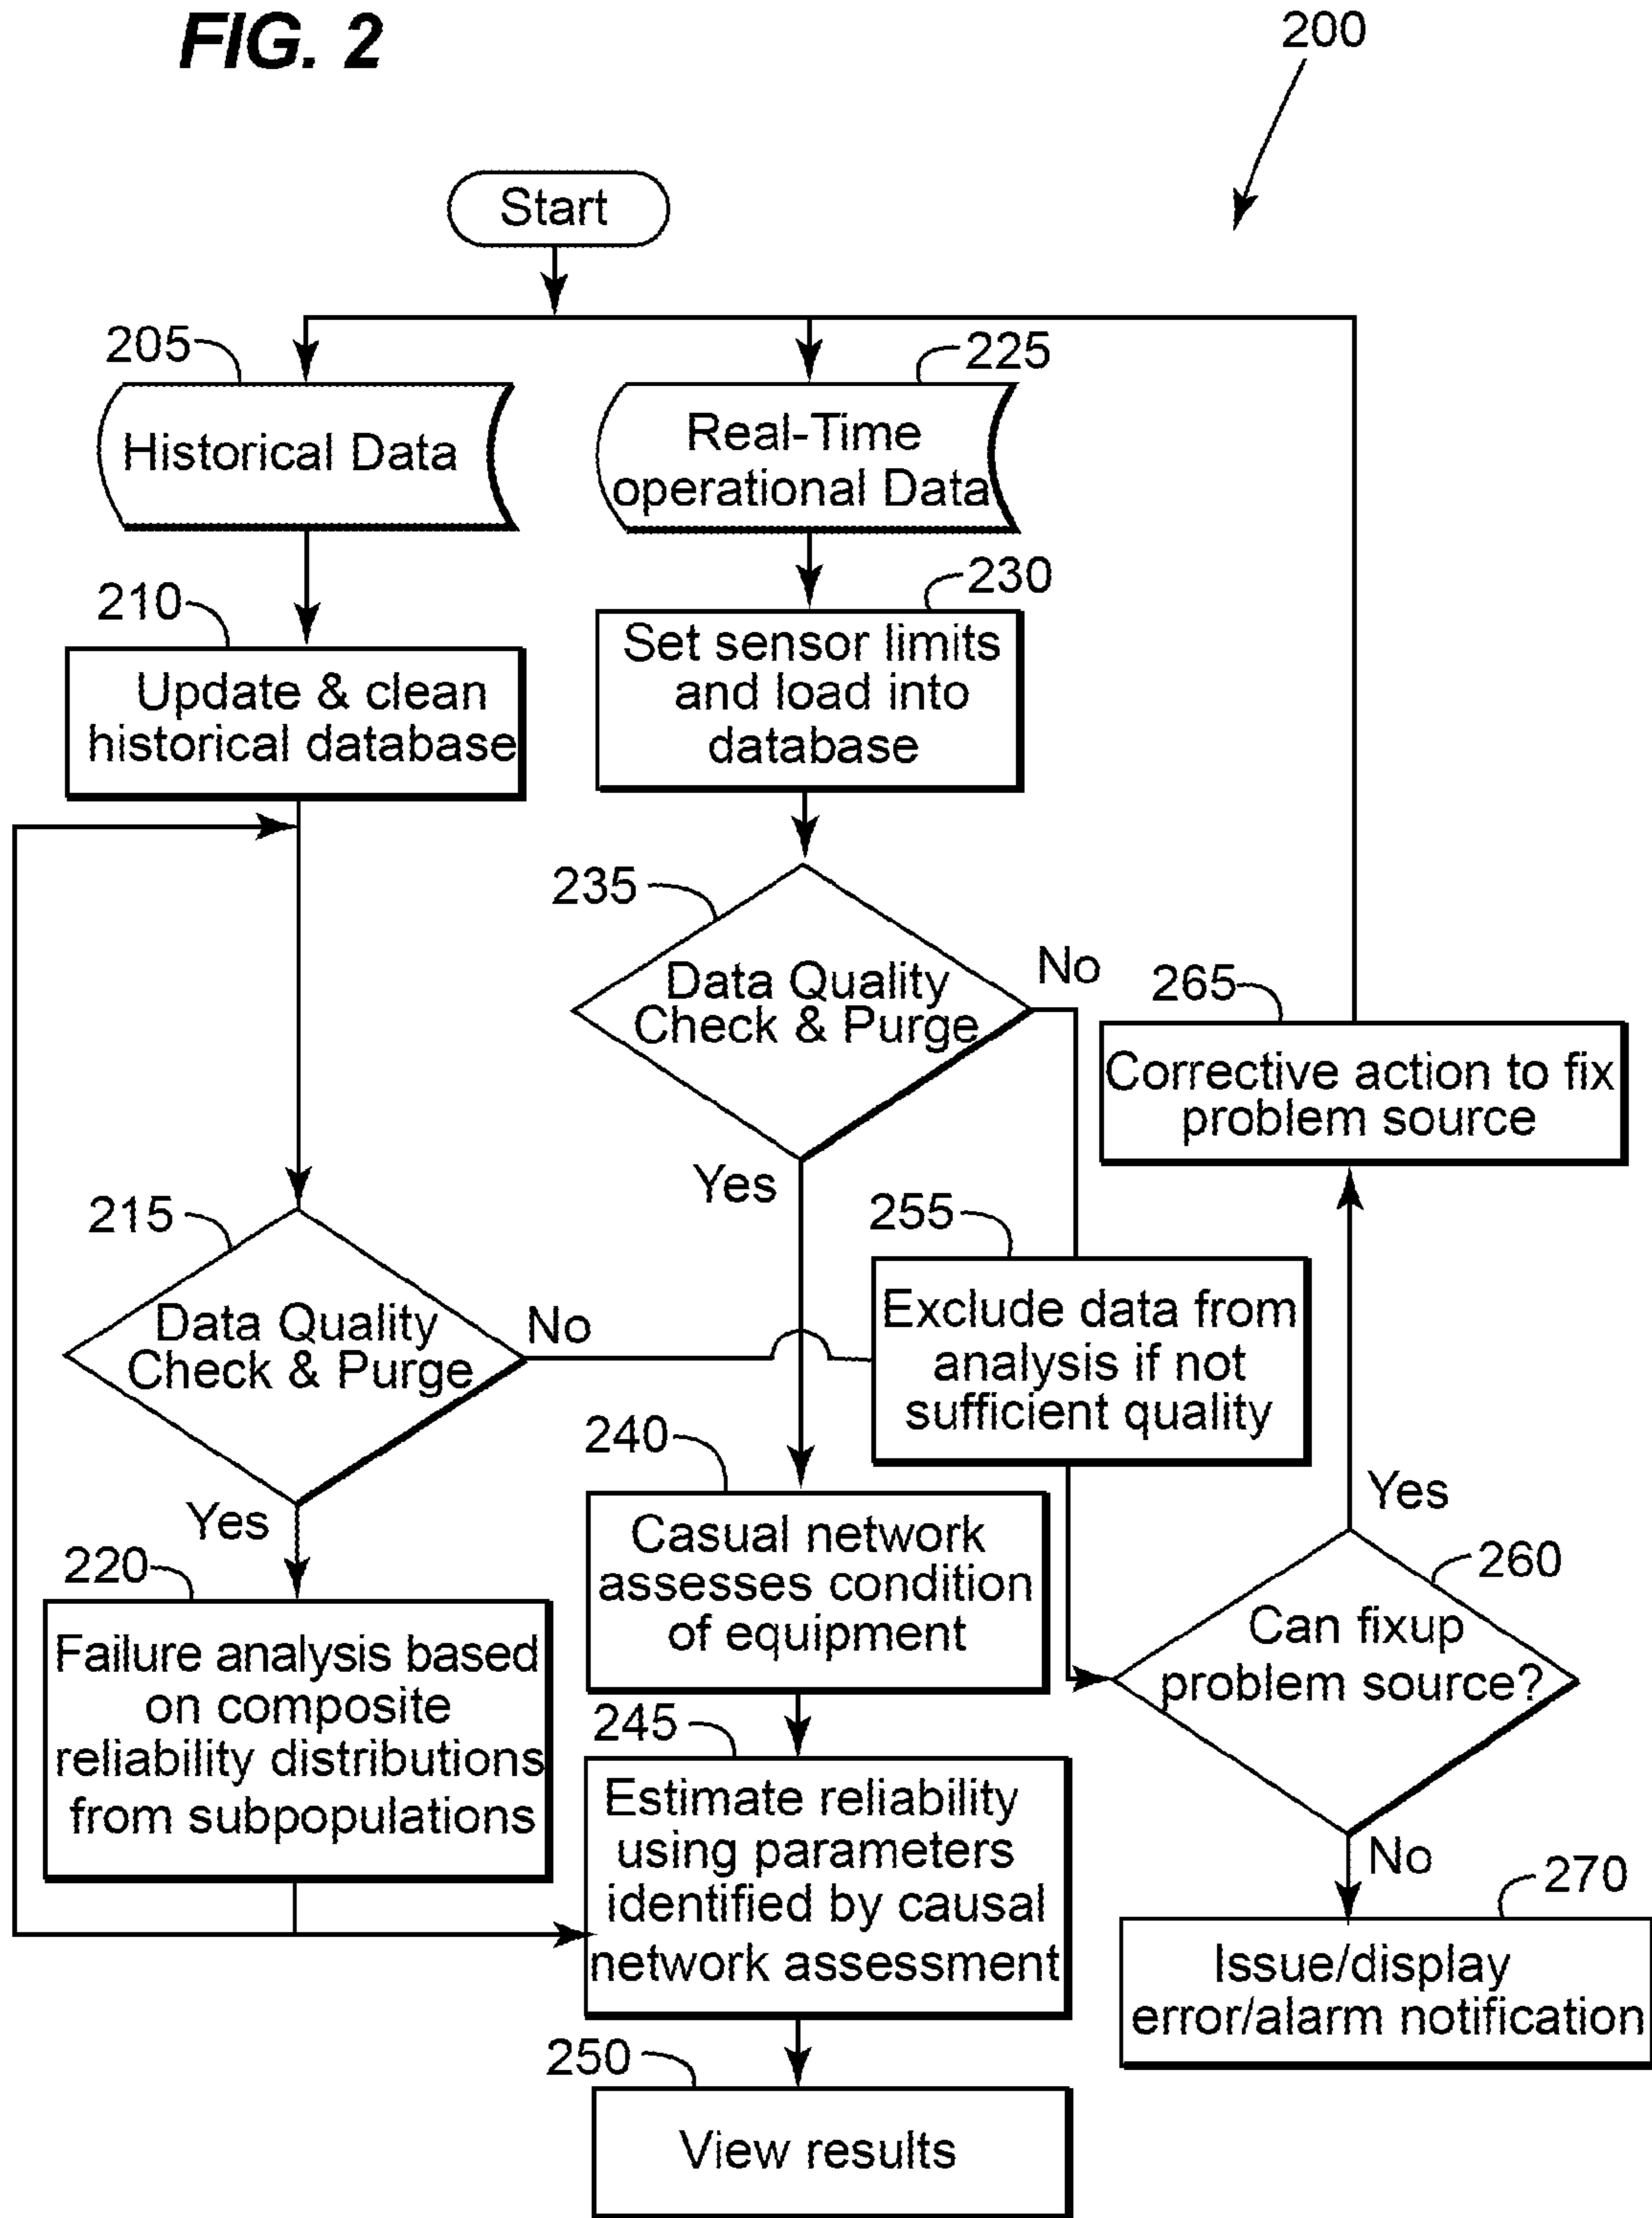 FIG. 2
200
Start
205
Historical Data
225
Real-Time
operational Data
210
Update & clean
historical database
230
Set sensor limits
and load into
database
235
Data Quality
Check & Purge
No
Yes
265
Corrective action to fix
problem source
215
Data Quality
Check & Purge
No
Yes
255
Exclude data from
analysis if not
sufficient quality
240
Casual network
assesses condition
of equipment
Yes
260
Can fixup
problem source?
No
220
Failure analysis based
on composite
reliability distributions
from subpopulations
245
Estimate reliability
using parameters
identified by causal
network assessment
270
Issue/display
error/alarm notification
250
View results